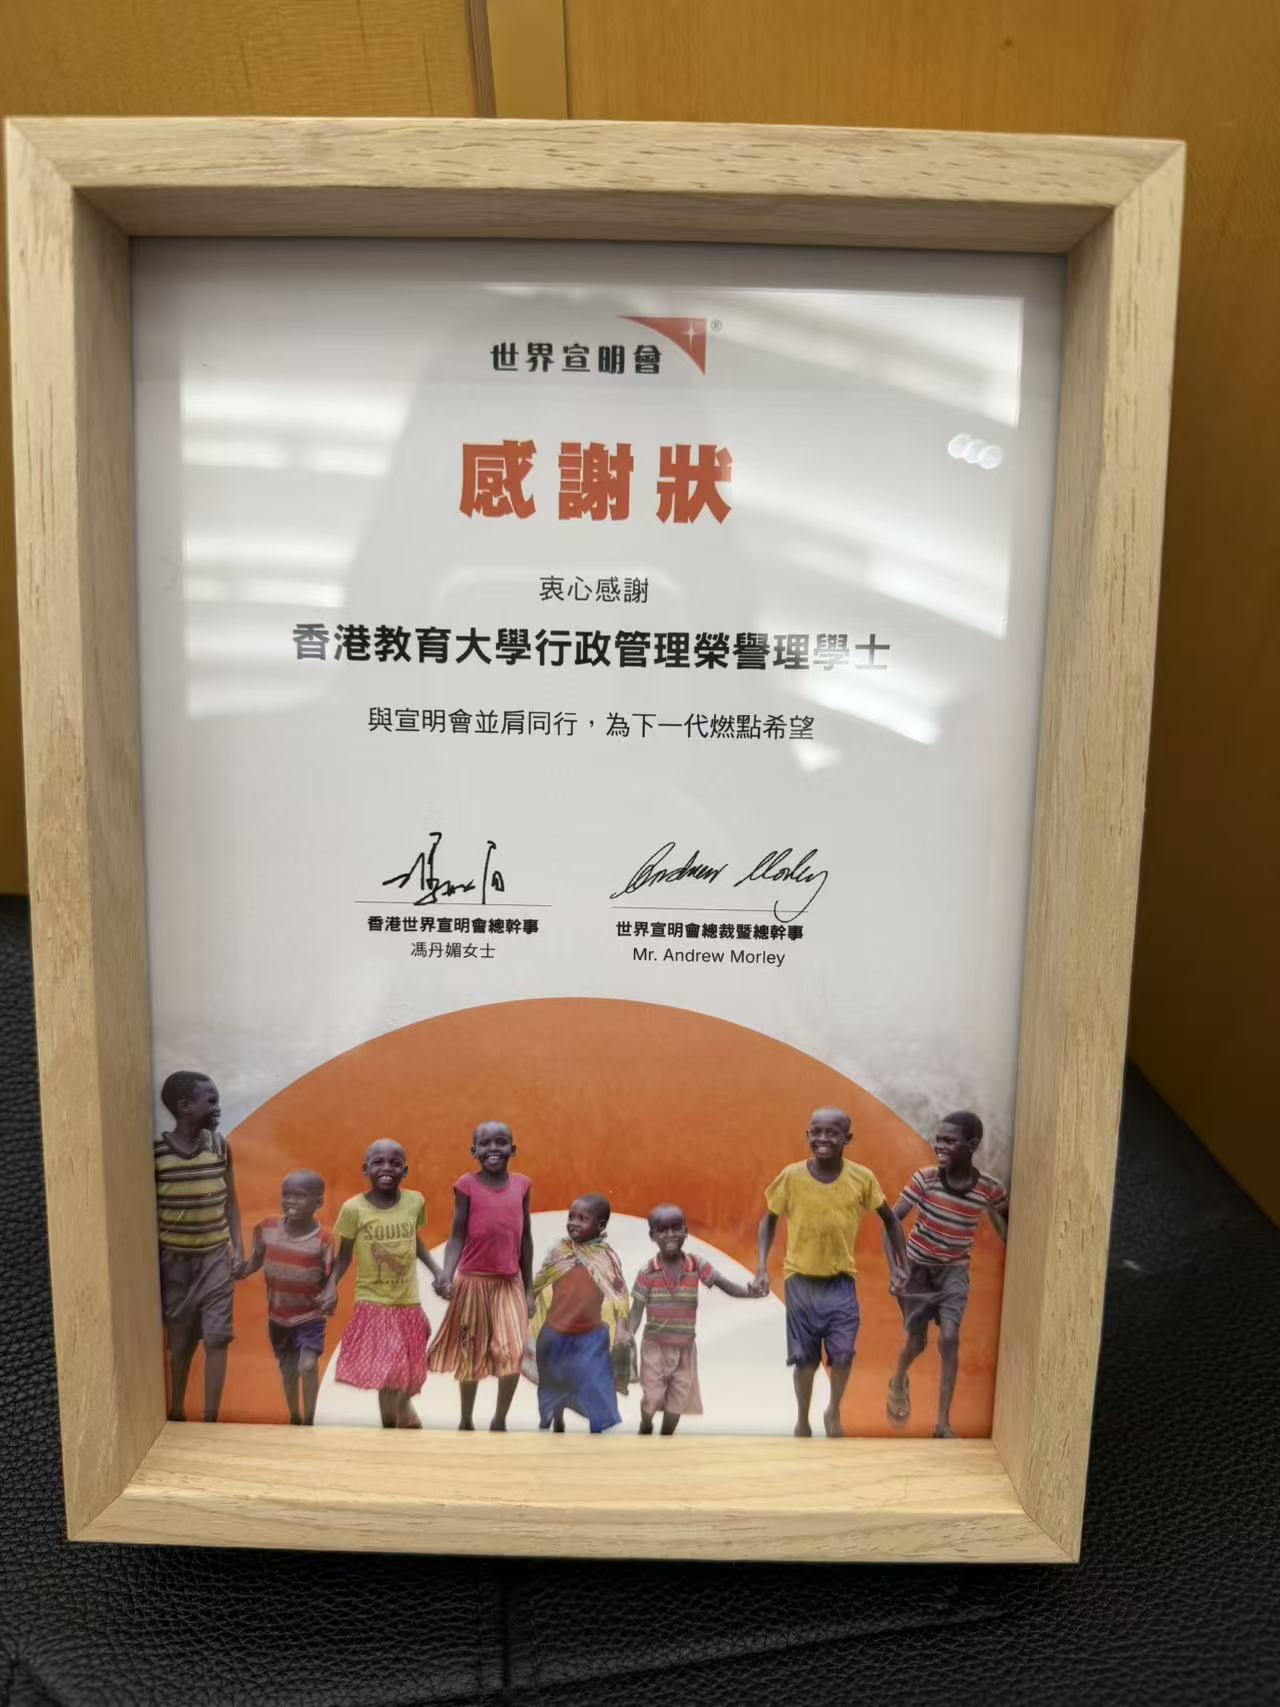 世界宣明會®
感謝狀
衷心感謝
香港教育大學行政管理榮譽理學士
與宣明會並肩同行，為下一代燃點希望
Andrew Morley
香港世界宣明會總幹事
馮丹媚女士
世界宣明會總裁暨總幹事
Mr. Andrew Morley
SQUISH